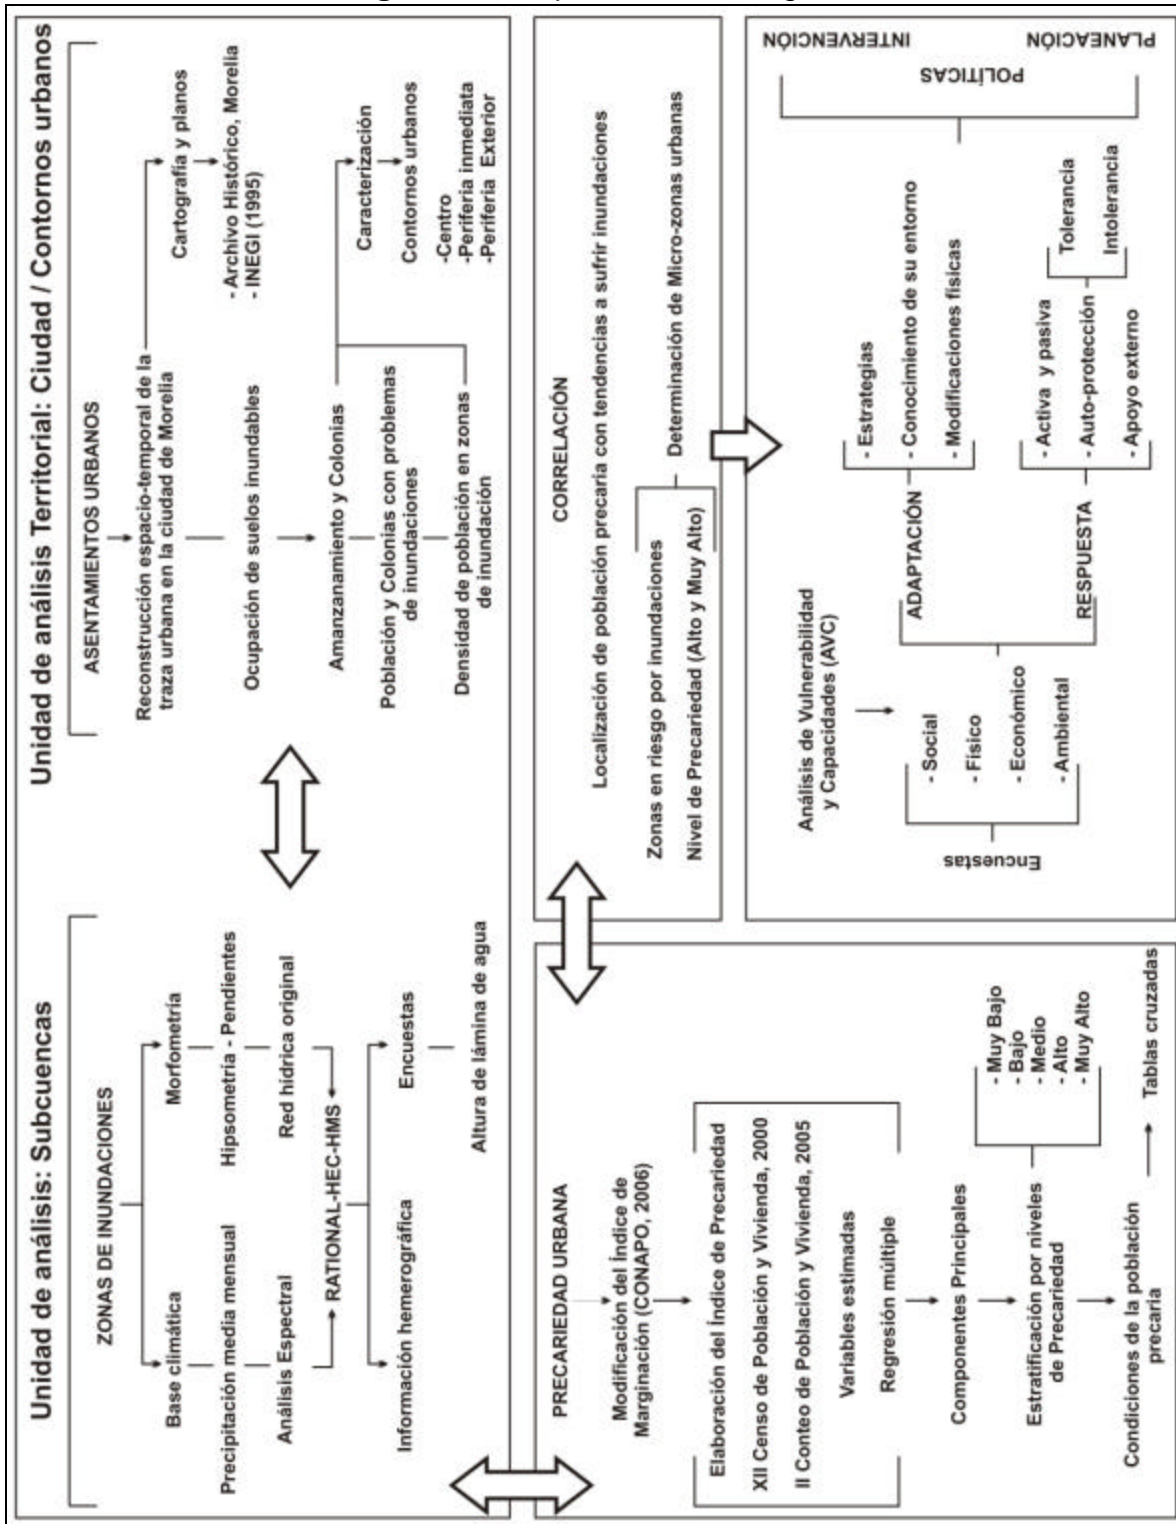 Unidad de análisis: Subcuencas
ZONAS DE INUNDACIONES
Base climática
Precipitación media mensual
Análisis Espectral
Morfometría
Hipsometría - Pendientes
Red hídrica original
RATIONAL-HEC-HMS
Información hemerográfica
Encuestas
Altura de lámina de agua
Unidad de análisis Territorial: Ciudad / Contornos urbanos
ASENTAMIENTOS URBANOS
Reconstrucción espacio-temporal de la
traza urbana en la ciudad de Morelia
Cartografía y planos
- Archivo Histórico, Morelia
- INEGI (1995)
Ocupación de suelos inundables
Amanzanamiento y Colonias
Población y Colonias con problemas
de inundaciones
Densidad de población en zonas
de inundación
Caracterización
Contornos urbanos
-Centro
-Periferia inmediata
-Periferia Exterior
PRECARIEDAD URBANA
Modificación del Índice de
Marginación (CONAPO, 2006)
Elaboración del Índice de Precariedad
XII Censo de Población y Vivienda, 2000
II Conteo de Población y Vivienda, 2005
Variables estimadas
Regresión múltiple
Componentes Principales
Estratificación por niveles
de Precariedad
- Muy Bajo
- Bajo
- Medio
- Alto
- Muy Alto
Condiciones de la población
precaria
Tablas cruzadas
CORRELACIÓN
Localización de población precaria con tendencias a sufrir inundaciones
Zonas en riesgo por inundaciones
Nivel de Precariedad (Alto y Muy Alto)
Determinación de Micro-zonas urbanas
Análisis de Vulnerabilidad
y Capacidades (AVC)
Encuestas
- Social
- Físico
- Económico
- Ambiental
ADAPTACIÓN
- Estrategias
- Conocimiento de su entorno
- Modificaciones físicas
RESPUESTA
- Activa y pasiva
- Auto-protección
- Apoyo externo
Tolerancia
Intolerancia
POLÍTICAS
INTERVENCIÓN
PLANEACIÓN